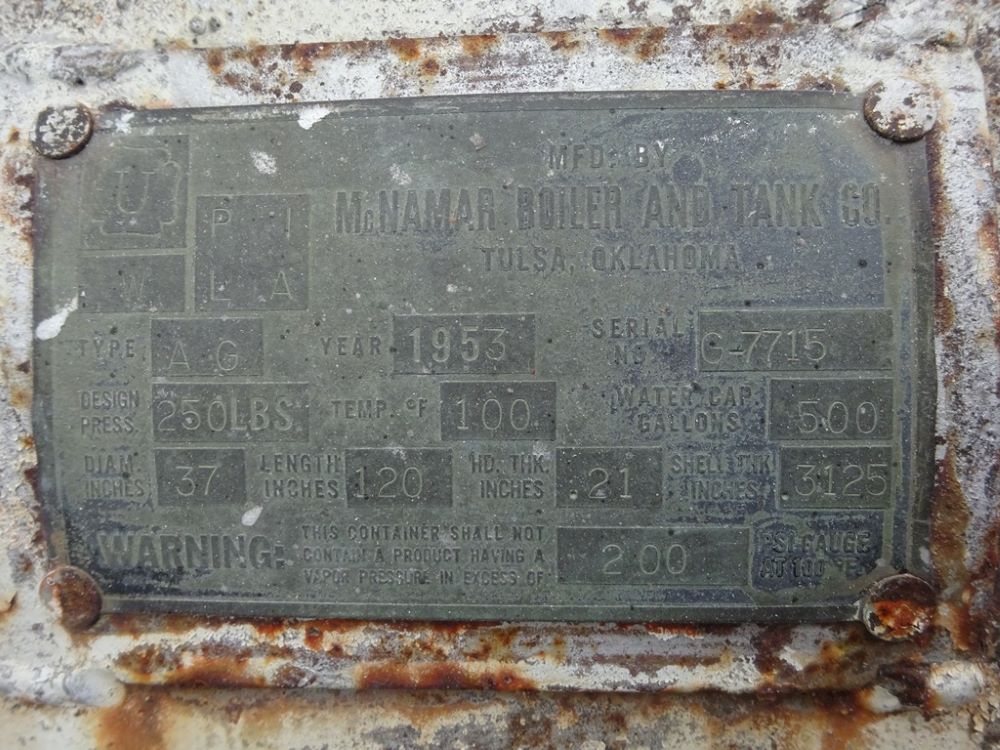 U
W
P I
L A
MFD. BY
McNAMAR BOILER AND TANK CO.
TULSA, OKLAHOMA
TYPE AG YEAR 1953 SERIAL NO. G-7715
DESIGN PRESS. 250LBS. TEMP. °F 100 WATER CAP. GALLONS 500
DIAM. INCHES 37 LENGTH INCHES 120 HD. THK. INCHES .21 SHELL THK. INCHES .3125
WARNING: THIS CONTAINER SHALL NOT
CONTAIN A PRODUCT HAVING A
VAPOR PRESSURE IN EXCESS OF 200 PSI GAUGE
AT 100° F.